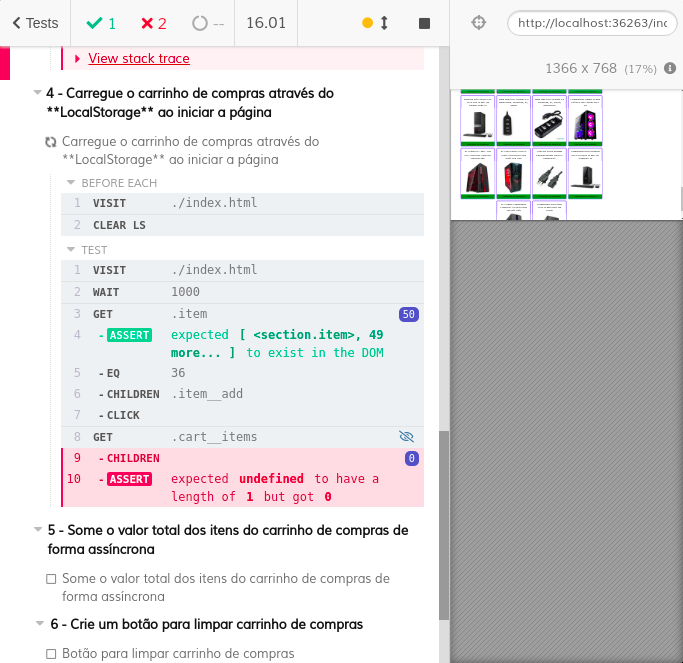 Tests 1 2 -- 16.01
http://localhost:36263/ind
1366 x 768 (17%)
View stack trace
4 - Carregue o carrinho de compras através do
**LocalStorage** ao iniciar a página
Carregue o carrinho de compras através do
**LocalStorage** ao iniciar a página
BEFORE EACH
1 VISIT ./index.html
2 CLEAR LS
TEST
1 VISIT ./index.html
2 WAIT 1000
3 GET .item 50
4 -ASSERT expected [ <section.item>, 49
more... ] to exist in the DOM
5 -EQ 36
6 -CHILDREN .item__add
7 -CLICK
8 GET .cart__items
9 -CHILDREN 0
10 -ASSERT expected undefined to have a
length of 1 but got 0
5 - Some o valor total dos itens do carrinho de compras de
forma assíncrona
Some o valor total dos itens do carrinho de compras de
forma assíncrona
6 - Crie um botão para limpar carrinho de compras
Botão para limpar carrinho de compras